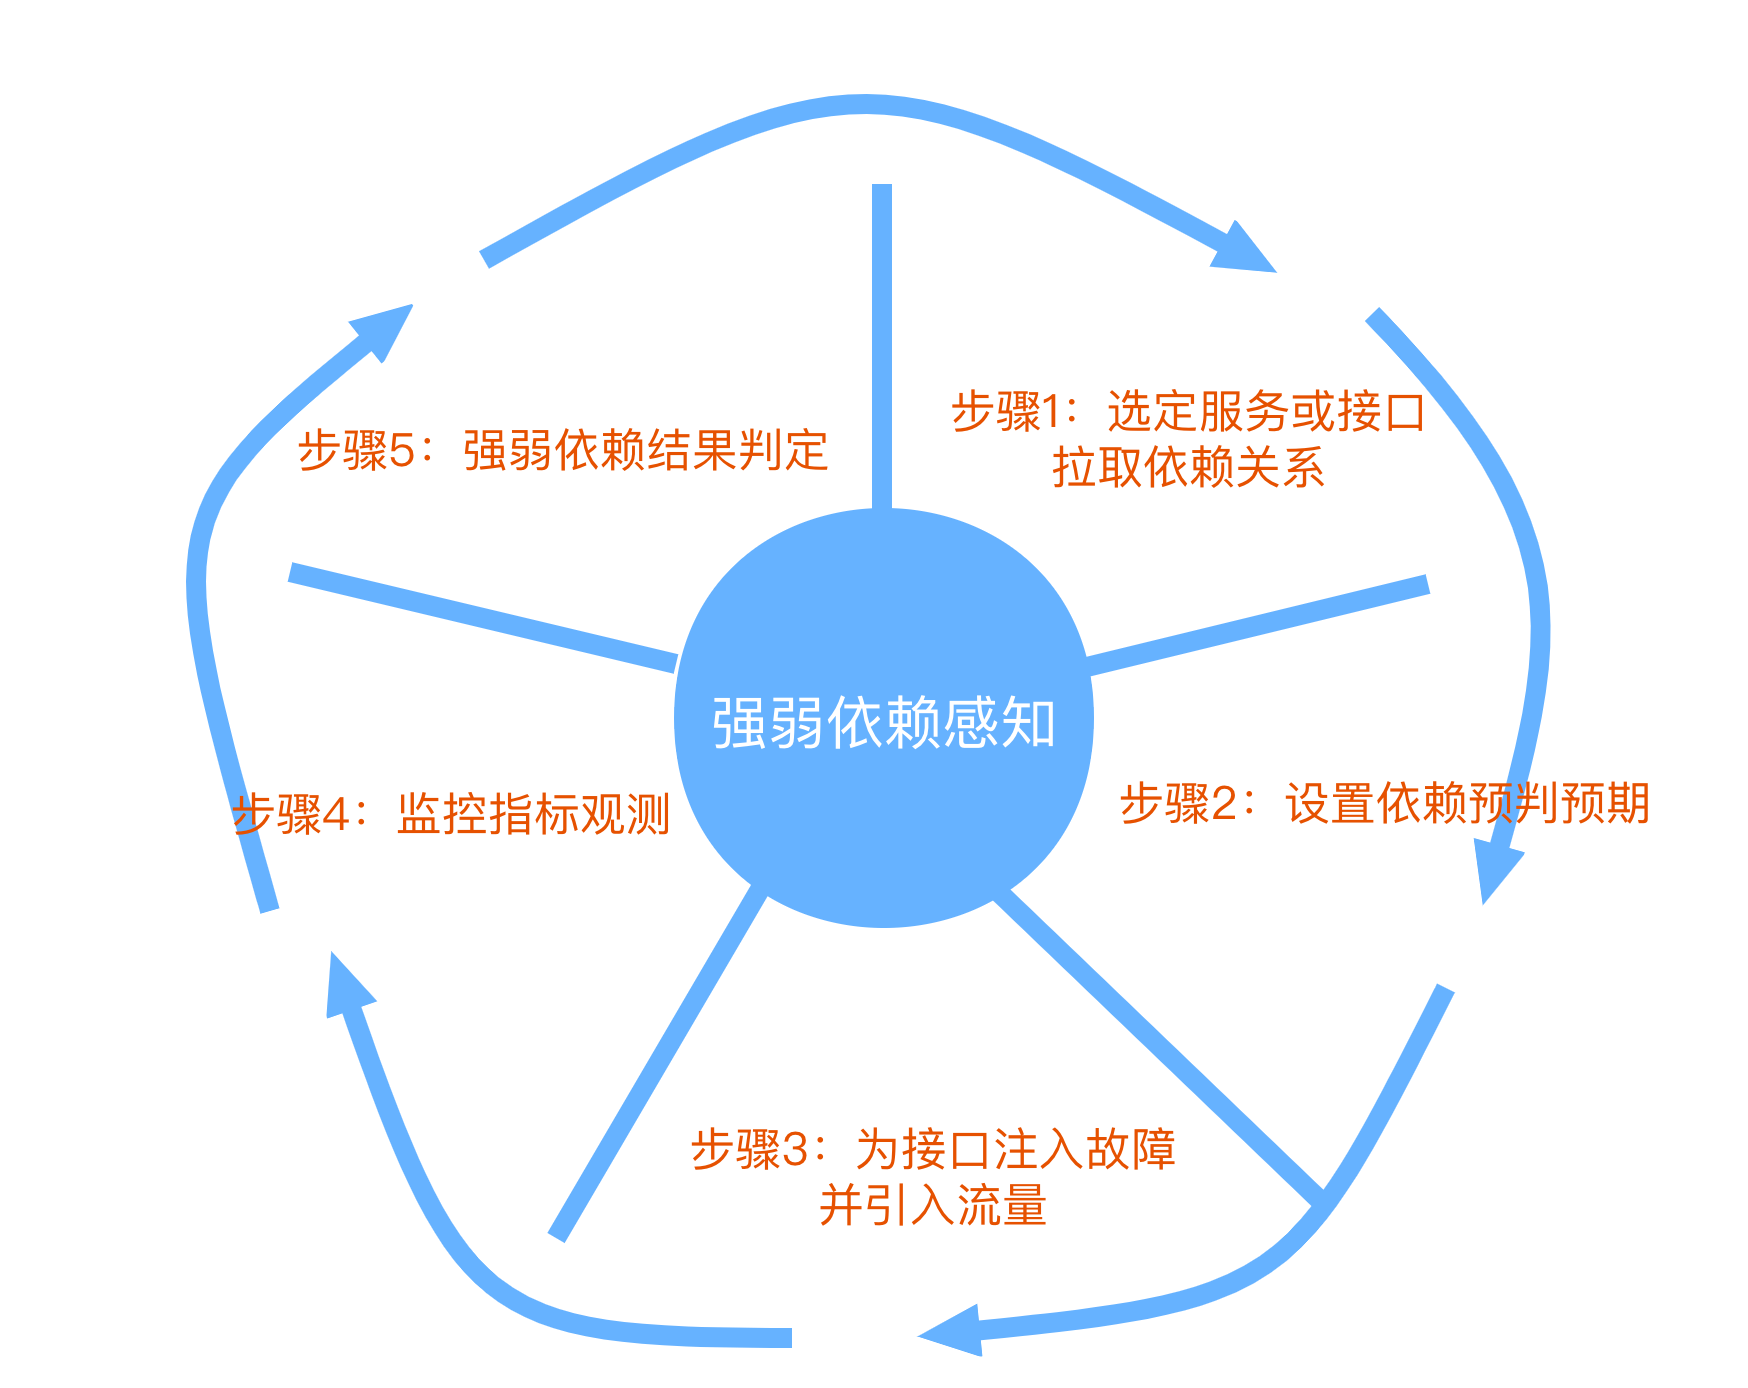 步骤1：选定服务或接口
拉取依赖关系
步骤5：强弱依赖结果判定
强弱依赖感知
步骤2：设置依赖预判预期
步骤4：监控指标观测
步骤3：为接口注入故障
并引入流量